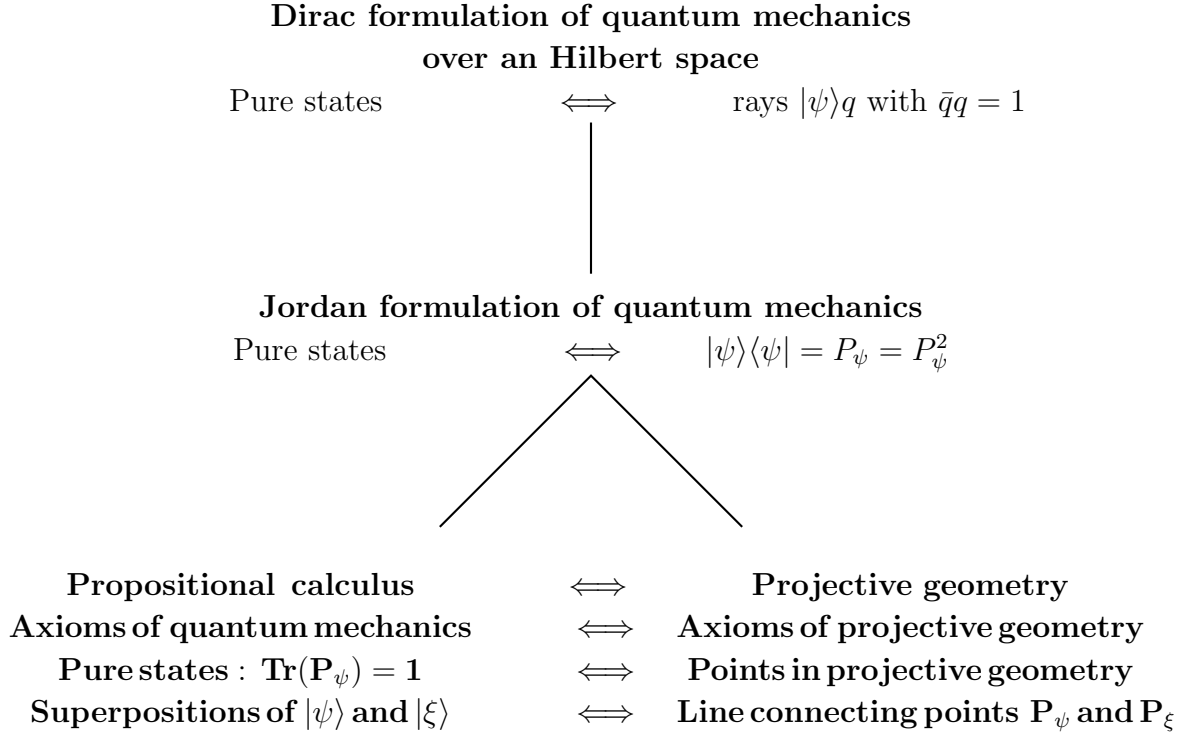 Dirac formulation of quantum mechanics
over an Hilbert space
Pure states ⟺ rays |ψ⟩q with q̄q = 1
Jordan formulation of quantum mechanics
Pure states ⟺ |ψ⟩⟨ψ| = P_ψ = P_ψ^2
Propositional calculus ⟺ Projective geometry
Axioms of quantum mechanics ⟺ Axioms of projective geometry
Pure states : Tr(P_ψ) = 1 ⟺ Points in projective geometry
Superpositions of |ψ⟩ and |ξ⟩ ⟺ Line connecting points P_ψ and P_ξ